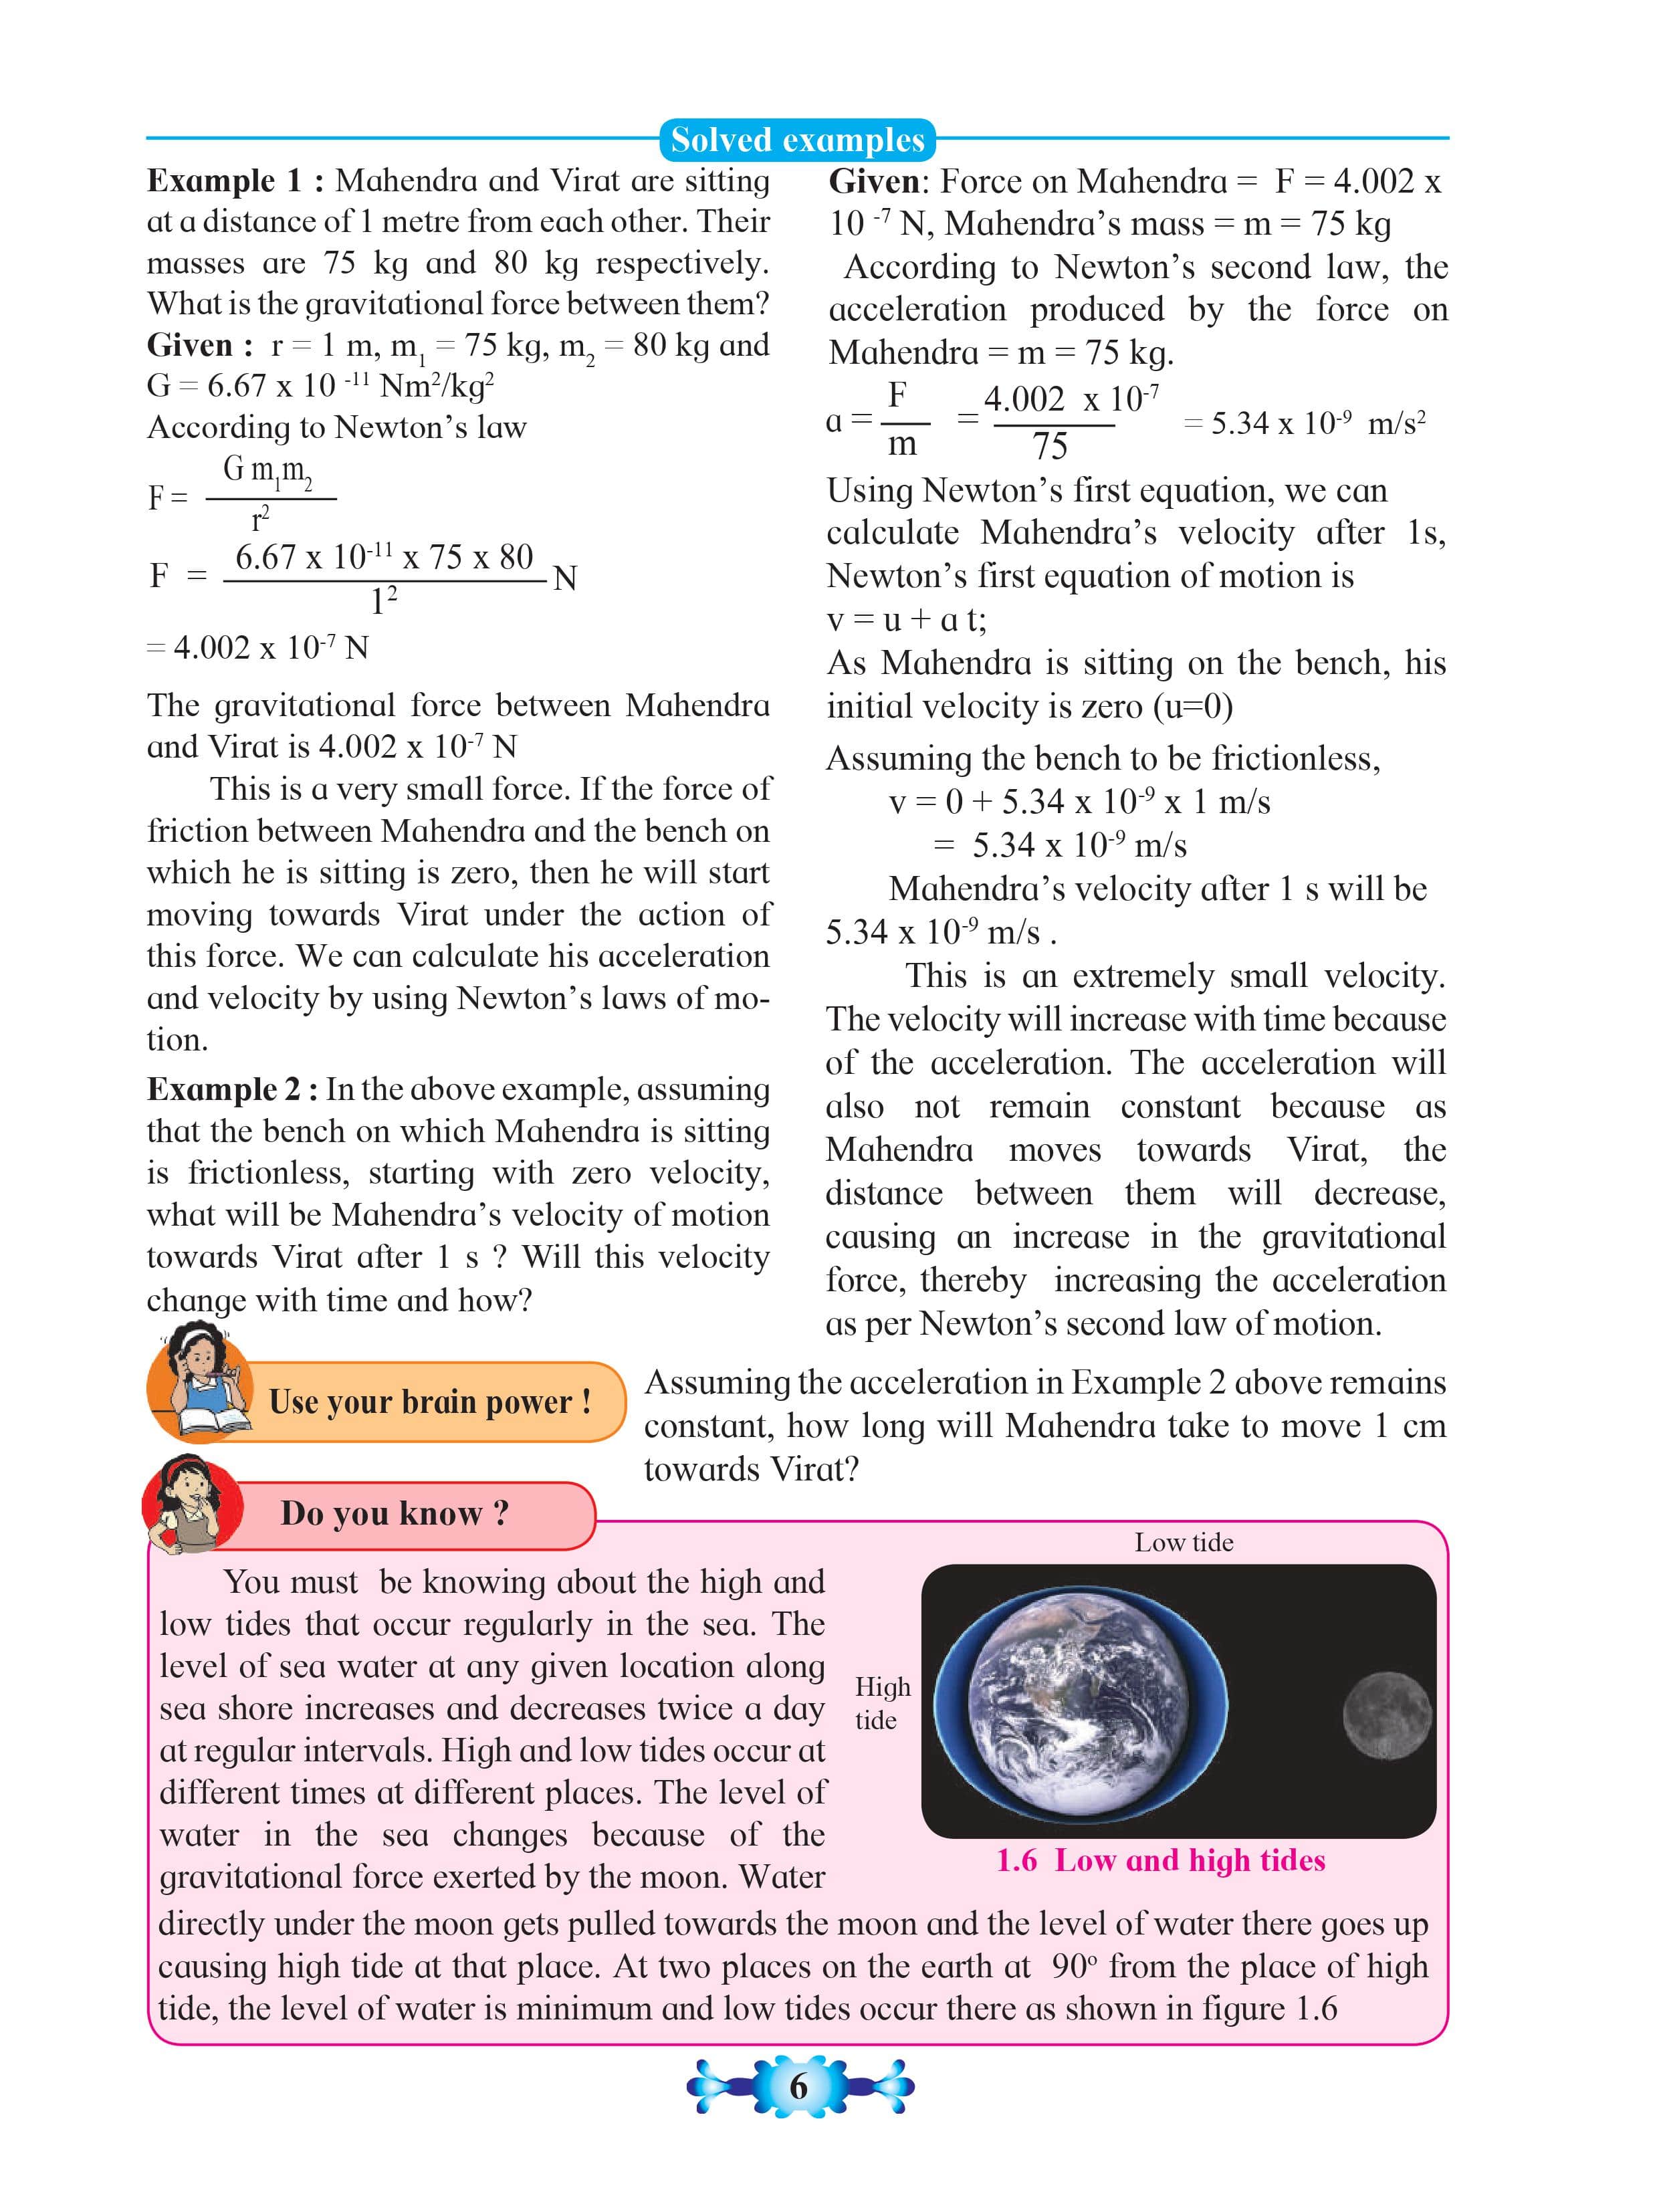 Solved examples
Example 1 : Mahendra and Virat are sitting
at a distance of 1 metre from each other. Their
masses are 75 kg and 80 kg respectively.
What is the gravitational force between them?
Given : r = 1 m, m₁ = 75 kg, m₂ = 80 kg and
G = 6.67 x 10 ⁻¹¹ Nm²/kg²
According to Newton’s law
F = G m₁m₂ / r²
F = 6.67 x 10⁻¹¹ x 75 x 80 / 1² N
= 4.002 x 10⁻⁷ N
The gravitational force between Mahendra
and Virat is 4.002 x 10⁻⁷ N
This is a very small force. If the force of
friction between Mahendra and the bench on
which he is sitting is zero, then he will start
moving towards Virat under the action of
this force. We can calculate his acceleration
and velocity by using Newton’s laws of mo-
tion.
Example 2 : In the above example, assuming
that the bench on which Mahendra is sitting
is frictionless, starting with zero velocity,
what will be Mahendra’s velocity of motion
towards Virat after 1 s ? Will this velocity
change with time and how?
Given: Force on Mahendra = F = 4.002 x
10 ⁻⁷ N, Mahendra’s mass = m = 75 kg
According to Newton’s second law, the
acceleration produced by the force on
Mahendra = m = 75 kg.
a = F / m = 4.002 x 10⁻⁷ / 75 = 5.34 x 10⁻⁹ m/s²
Using Newton’s first equation, we can
calculate Mahendra’s velocity after 1s,
Newton’s first equation of motion is
v = u + a t;
As Mahendra is sitting on the bench, his
initial velocity is zero (u=0)
Assuming the bench to be frictionless,
v = 0 + 5.34 x 10⁻⁹ x 1 m/s
= 5.34 x 10⁻⁹ m/s
Mahendra’s velocity after 1 s will be
5.34 x 10⁻⁹ m/s .
This is an extremely small velocity.
The velocity will increase with time because
of the acceleration. The acceleration will
also not remain constant because as
Mahendra moves towards Virat, the
distance between them will decrease,
causing an increase in the gravitational
force, thereby increasing the acceleration
as per Newton’s second law of motion.
Use your brain power !
Assuming the acceleration in Example 2 above remains
constant, how long will Mahendra take to move 1 cm
towards Virat?
Do you know ?
You must be knowing about the high and
low tides that occur regularly in the sea. The
level of sea water at any given location along
sea shore increases and decreases twice a day
at regular intervals. High and low tides occur at
different times at different places. The level of
water in the sea changes because of the
gravitational force exerted by the moon. Water
directly under the moon gets pulled towards the moon and the level of water there goes up
causing high tide at that place. At two places on the earth at 90º from the place of high
tide, the level of water is minimum and low tides occur there as shown in figure 1.6
Low tide
High
tide
1.6 Low and high tides
6